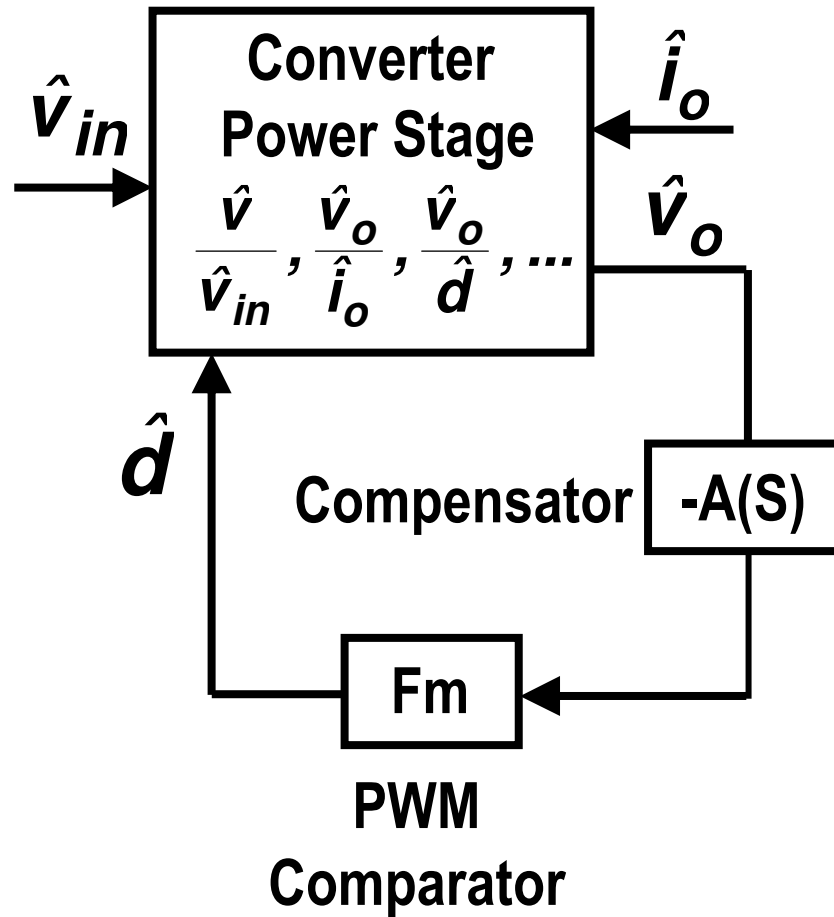 Converter
Power Stage
v̂ / v̂in , v̂o / îo , v̂o / d̂ , ...
v̂in
îo
v̂o
d̂
Compensator
-A(S)
Fm
PWM
Comparator